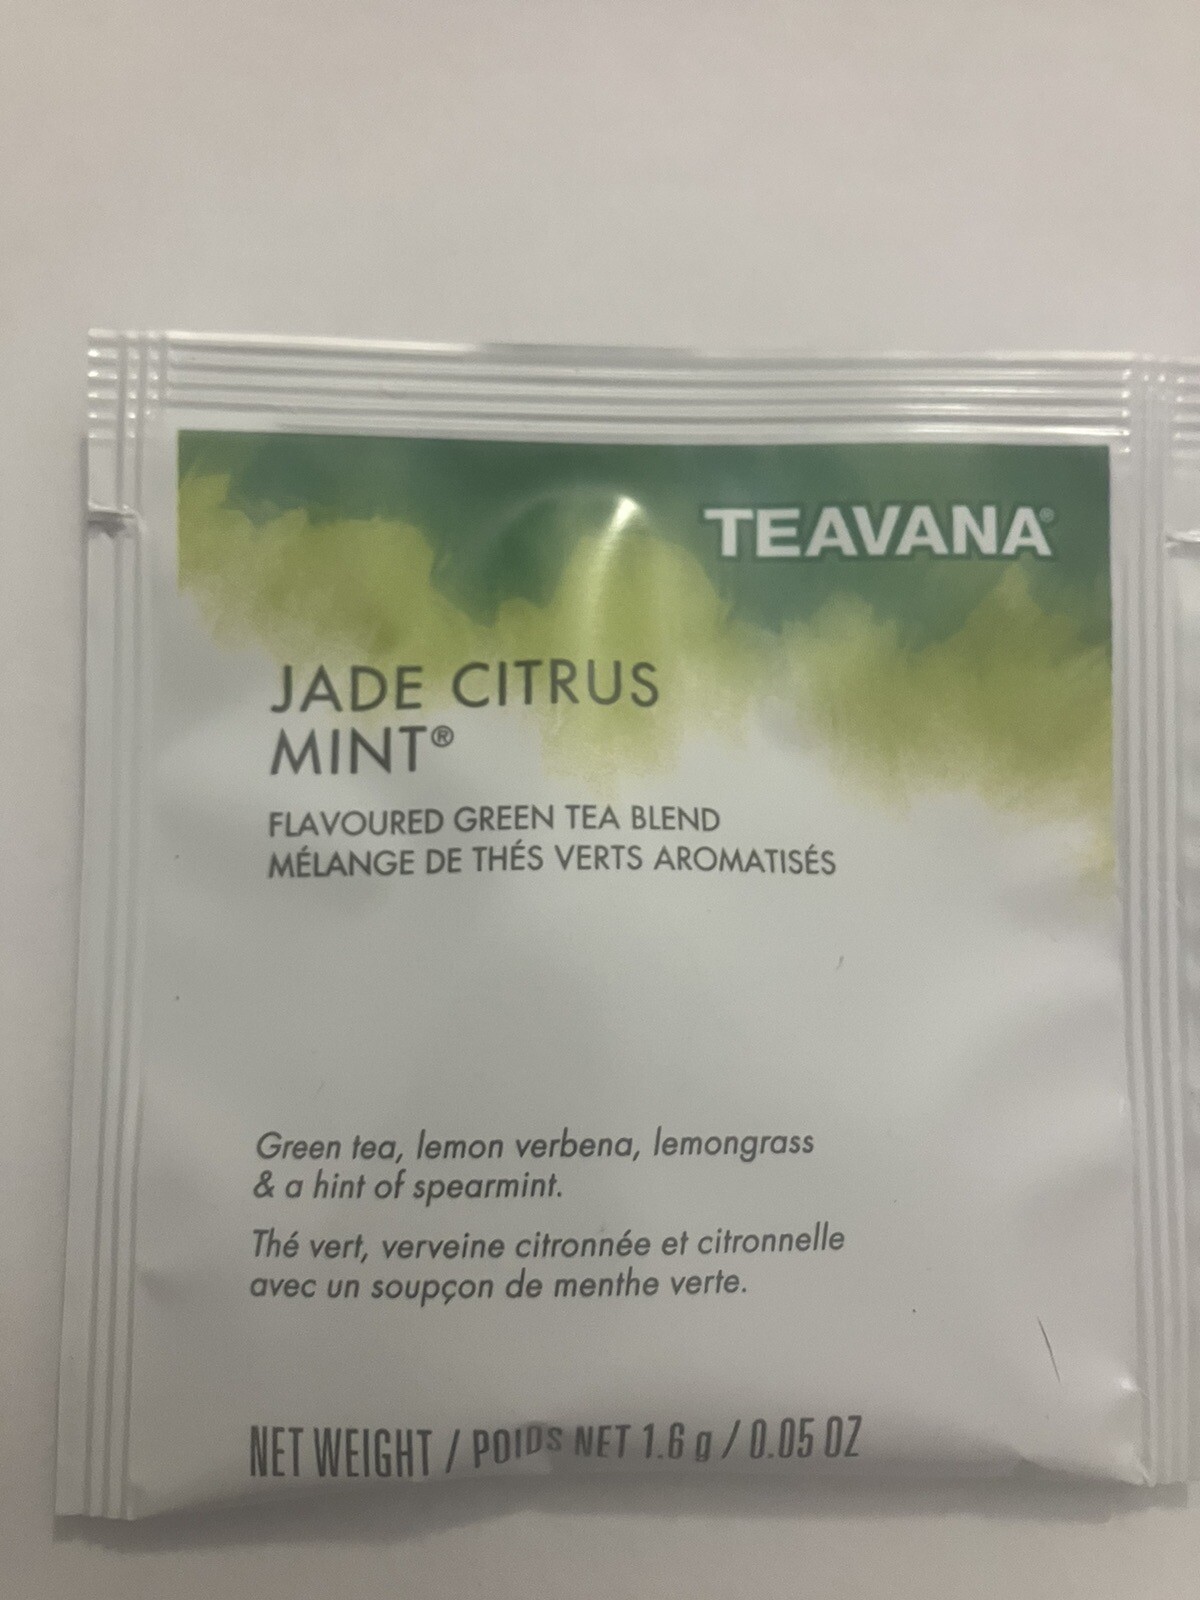 TEAVANA®
JADE CITRUS
MINT®
FLAVOURED GREEN TEA BLEND
MÉLANGE DE THÉS VERTS AROMATISÉS
Green tea, lemon verbena, lemongrass
& a hint of spearmint.
Thé vert, verveine citronnée et citronnelle
avec un soupçon de menthe verte.
NET WEIGHT / POIDS NET 1.6 g / 0.05 OZ